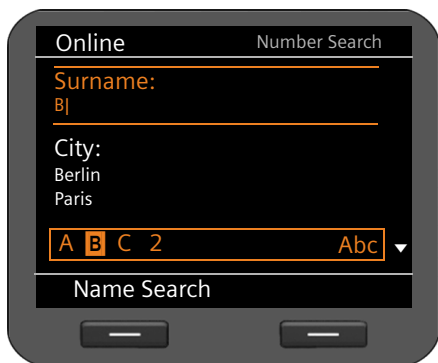 Online Number Search
Surname:
B|
City:
Berlin
Paris
A B C 2 Abc
Name Search